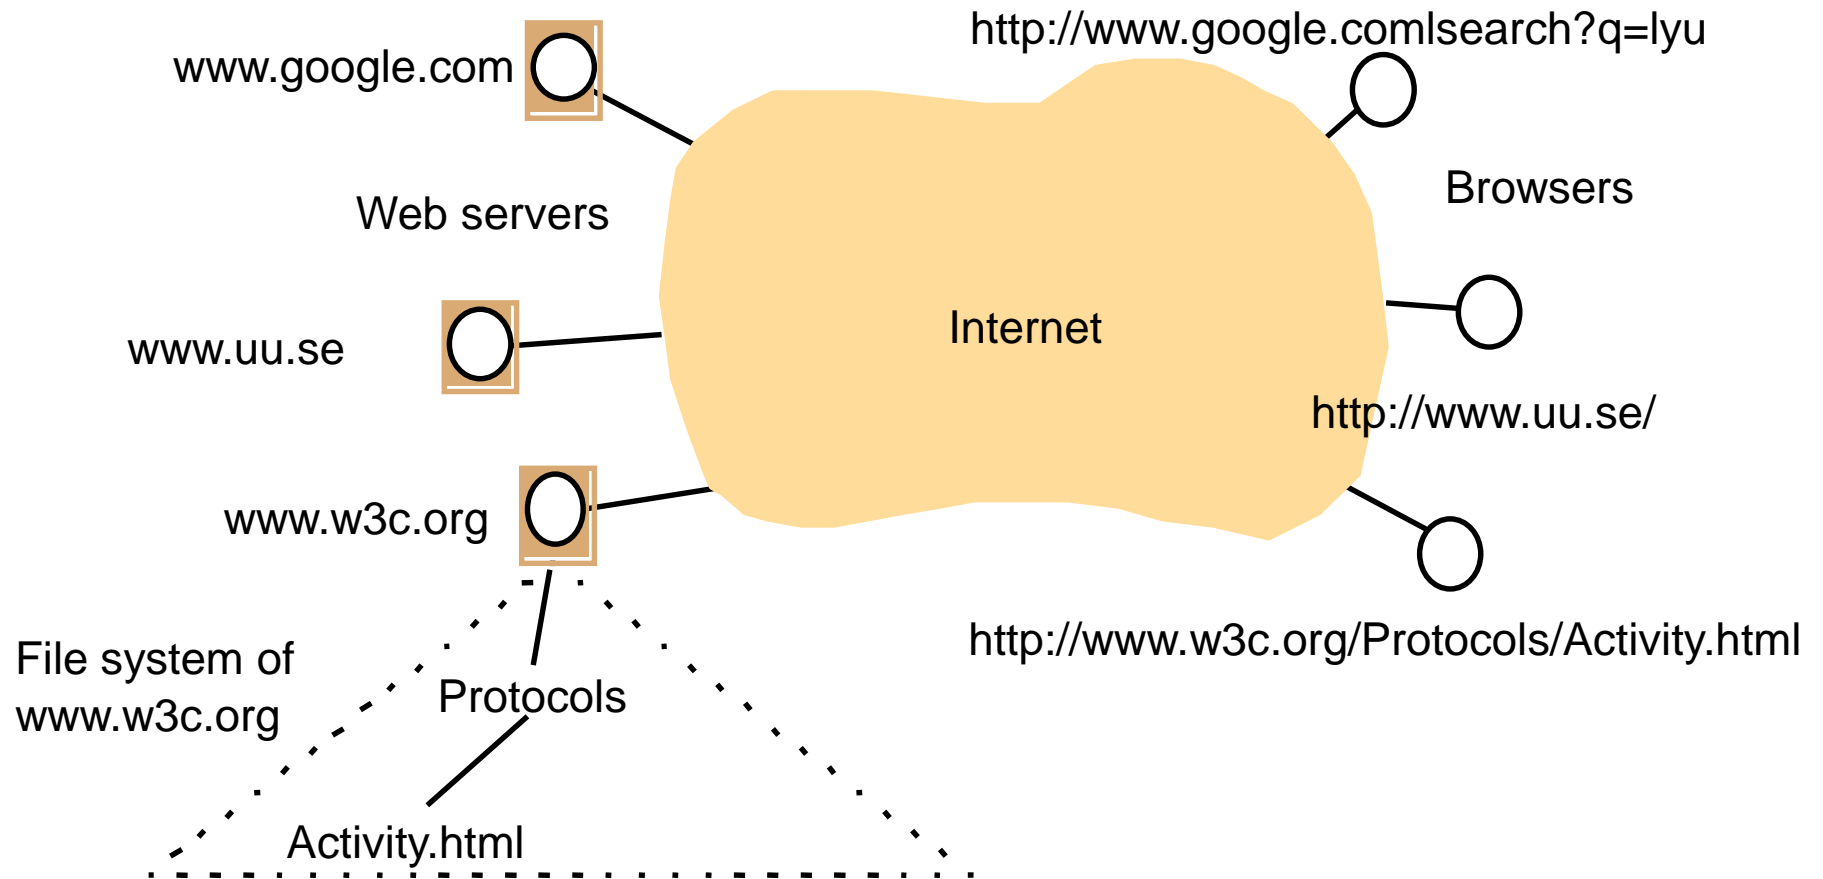 http://www.google.comlsearch?q=lyu
www.google.com
Browsers
Web servers
Internet
www.uu.se
http://www.uu.se/
www.w3c.org
http://www.w3c.org/Protocols/Activity.html
File system of
www.w3c.org
Protocols
Activity.html